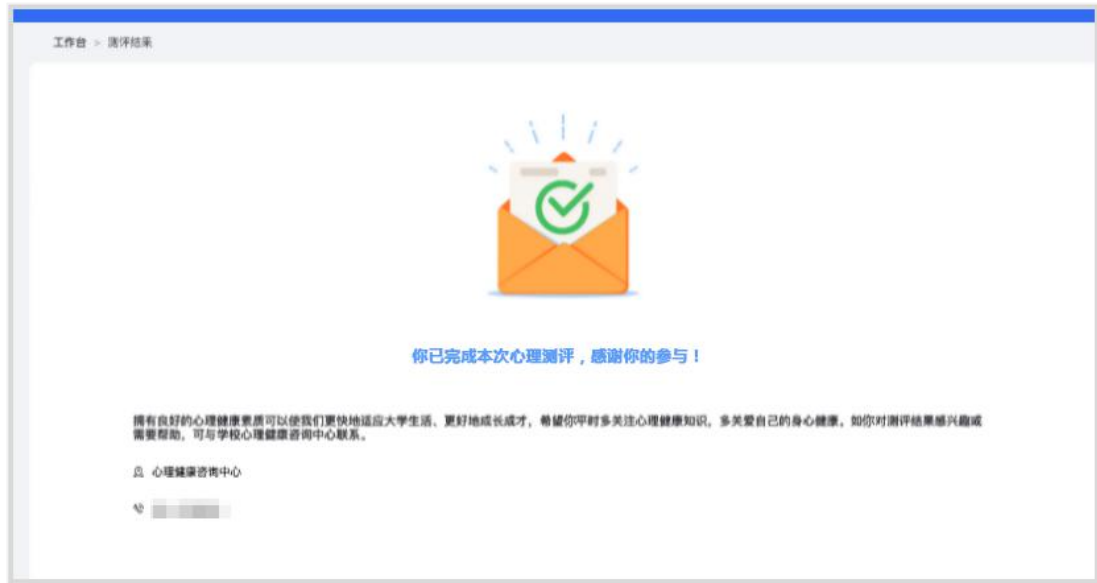 工作台 > 测评结果
你已完成本次心理测评，感谢你的参与！
拥有良好的心理健康素质可以使我们更快地适应大学生活、更好地成长成才，希望你平时多关注心理健康知识，多关爱自己的身心健康。如你对测评结果感兴趣或
需要帮助，可与学校心理健康咨询中心联系。
心理健康咨询中心